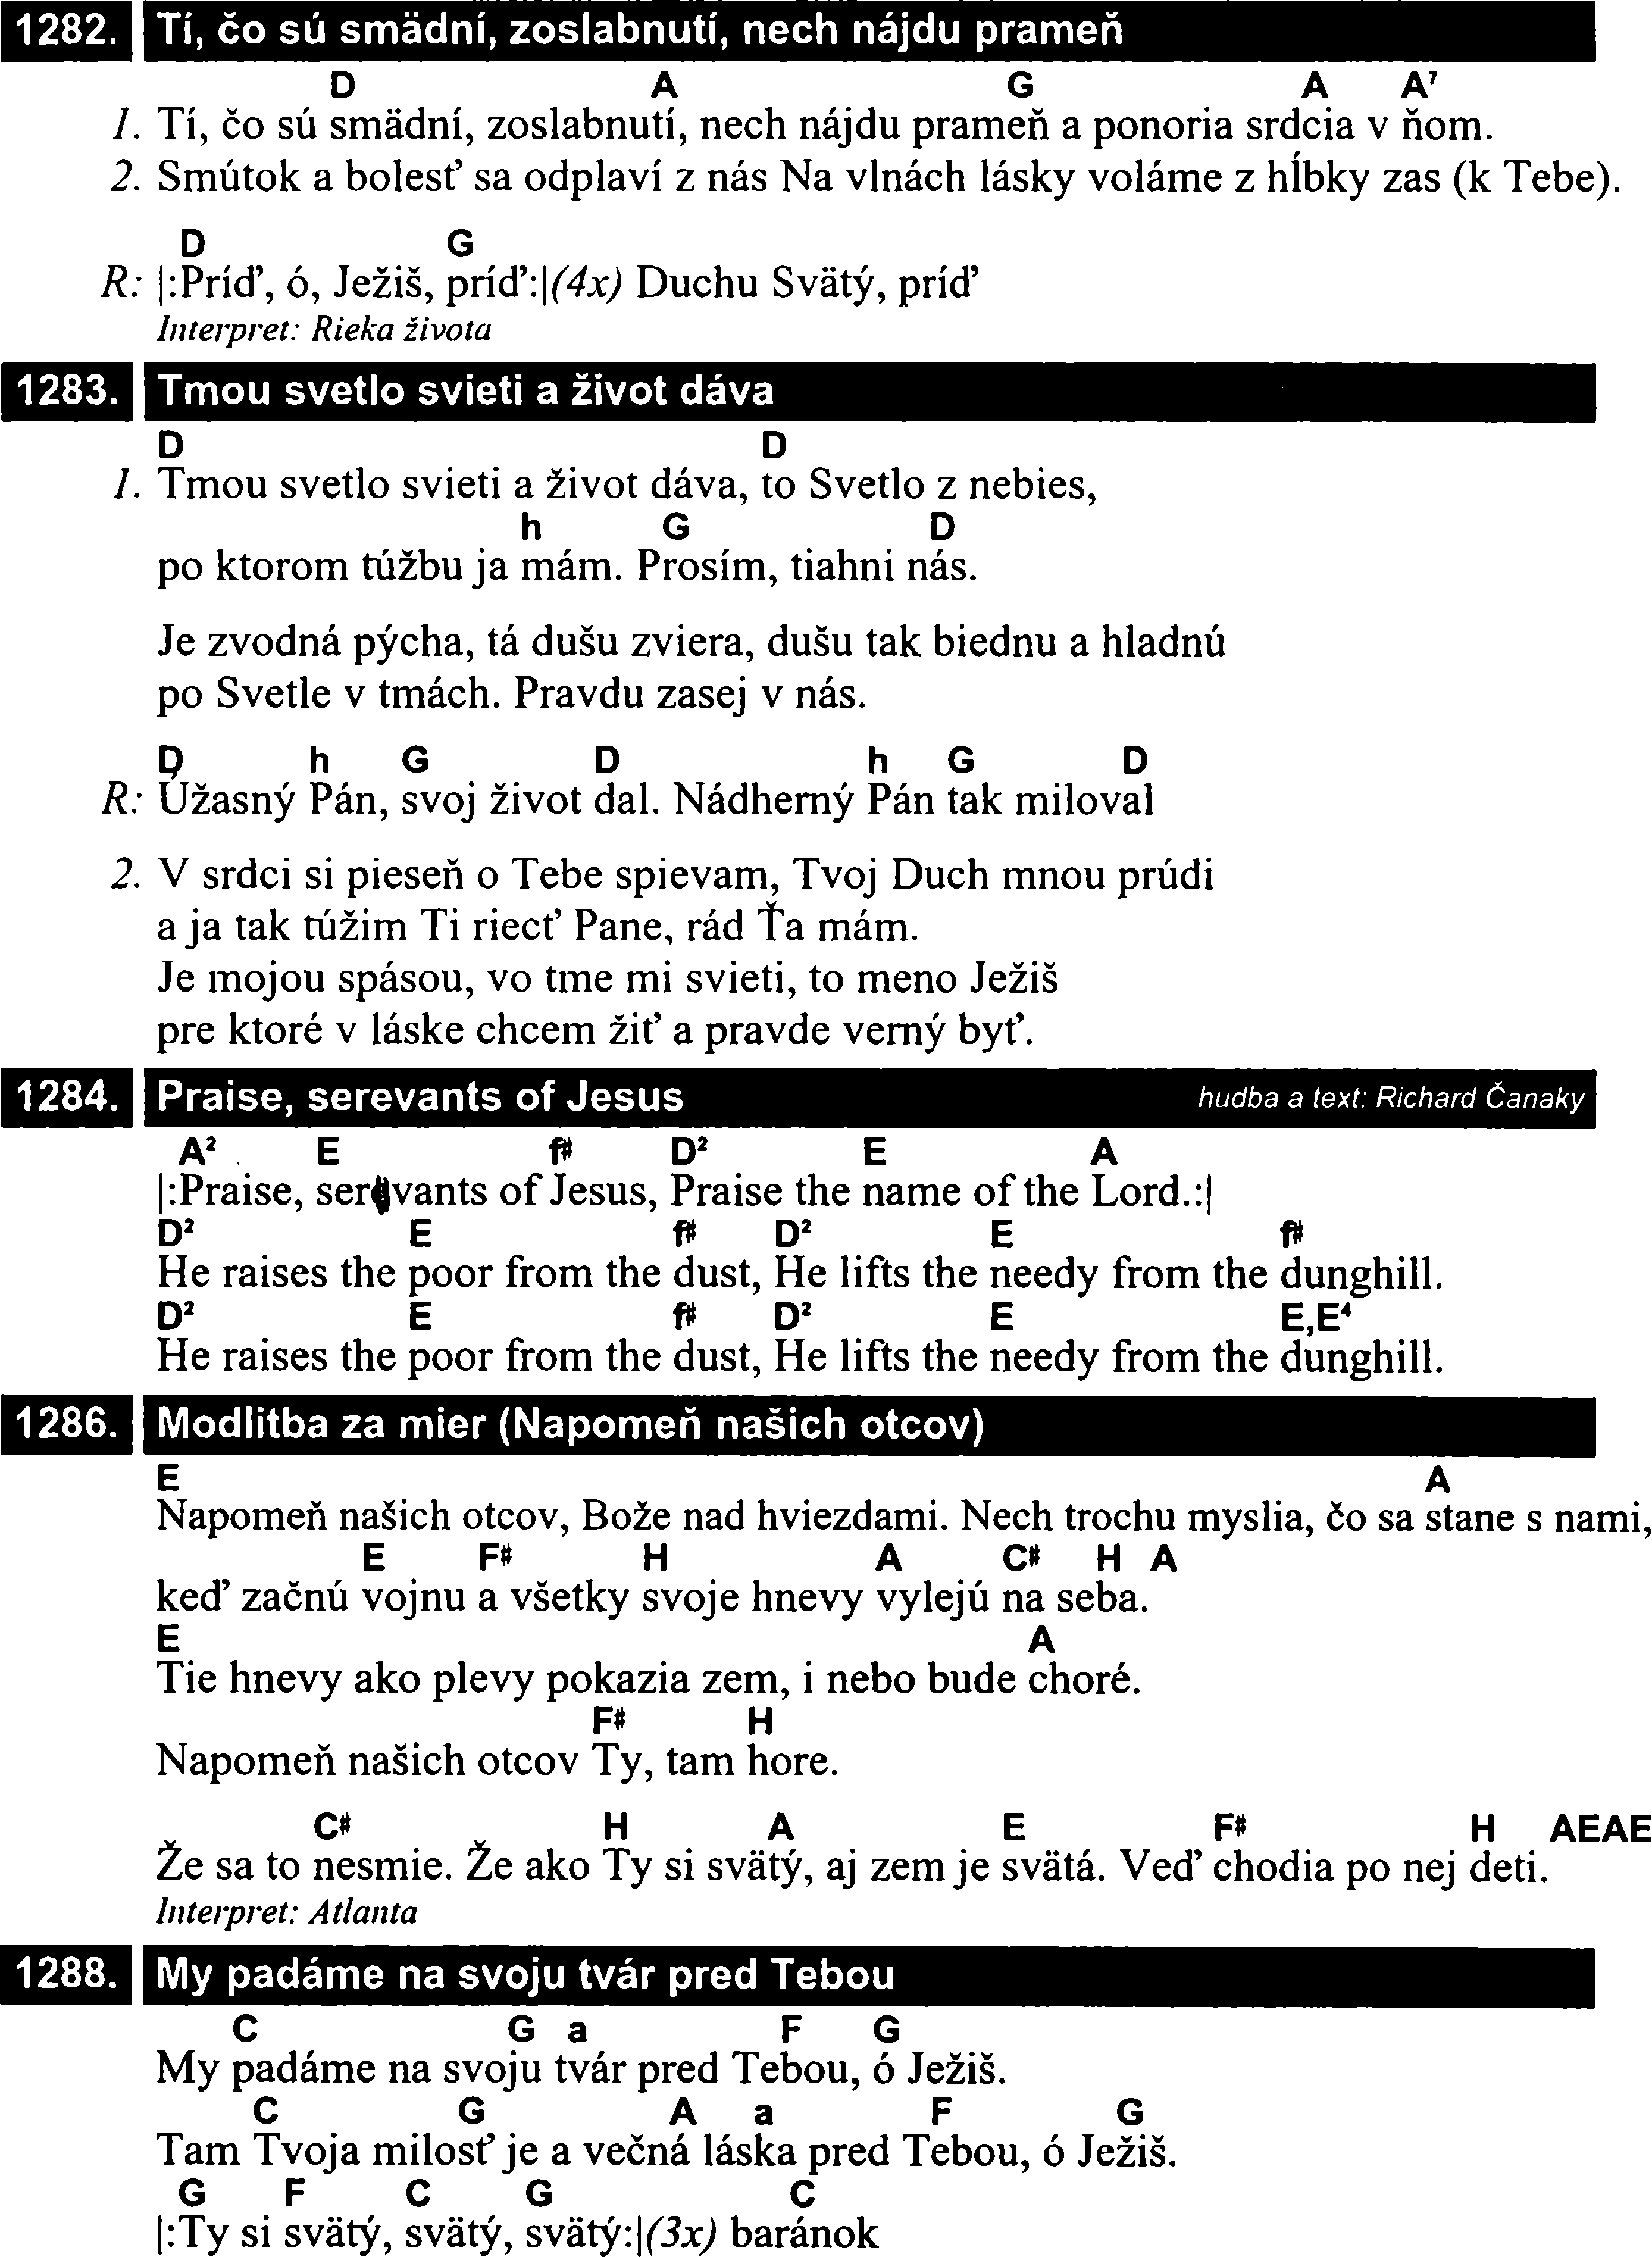 1282. Tí, čo sú smädní, zoslabnutí, nech nájdu prameň
D A G A A⁷
1. Tí, čo sú smädní, zoslabnutí, nech nájdu prameň a ponoria srdcia v ňom.
2. Smútok a bolesť sa odplaví z nás Na vlnách lásky voláme z hĺbky zas (k Tebe).
D G
R: |:Príď, ó, Ježiš, príď:|(4x) Duchu Svätý, príď
Interpret: Rieka života
1283. Tmou svetlo svieti a život dáva
D D
1. Tmou svetlo svieti a život dáva, to Svetlo z nebies,
h G D
po ktorom túžbu ja mám. Prosím, tiahni nás.
Je zvodná pýcha, tá dušu zviera, dušu tak biednu a hladnú
po Svetle v tmách. Pravdu zasej v nás.
D h G D h G D
R: Úžasný Pán, svoj život dal. Nádherný Pán tak miloval
2. V srdci si pieseň o Tebe spievam, Tvoj Duch mnou prúdi
a ja tak túžim Ti riecť Pane, rád Ťa mám.
Je mojou spásou, vo tme mi svieti, to meno Ježiš
pre ktoré v láske chcem žiť a pravde verný byť.
1284. Praise, serevants of Jesus hudba a text: Richard Čanaky
A² E f# D² E A
|:Praise, serevants of Jesus, Praise the name of the Lord.:|
D² E f# D² E f#
He raises the poor from the dust, He lifts the needy from the dunghill.
D² E f# D² E E,E⁴
He raises the poor from the dust, He lifts the needy from the dunghill.
1286. Modlitba za mier (Napomeň našich otcov)
E A
Napomeň našich otcov, Bože nad hviezdami. Nech trochu myslia, čo sa stane s nami,
E F# H A C# H A
keď začnú vojnu a všetky svoje hnevy vylejú na seba.
E A
Tie hnevy ako plevy pokazia zem, i nebo bude choré.
F# H
Napomeň našich otcov Ty, tam hore.
C# H A E F# H AEAE
Že sa to nesmie. Že ako Ty si svätý, aj zem je svätá. Veď chodia po nej deti.
Interpret: Atlanta
1288. My padáme na svoju tvár pred Tebou
C G a F G
My padáme na svoju tvár pred Tebou, ó Ježiš.
C G A a F G
Tam Tvoja milosť je a večná láska pred Tebou, ó Ježiš.
G F C G C
|:Ty si svätý, svätý, svätý:|(3x) baránok